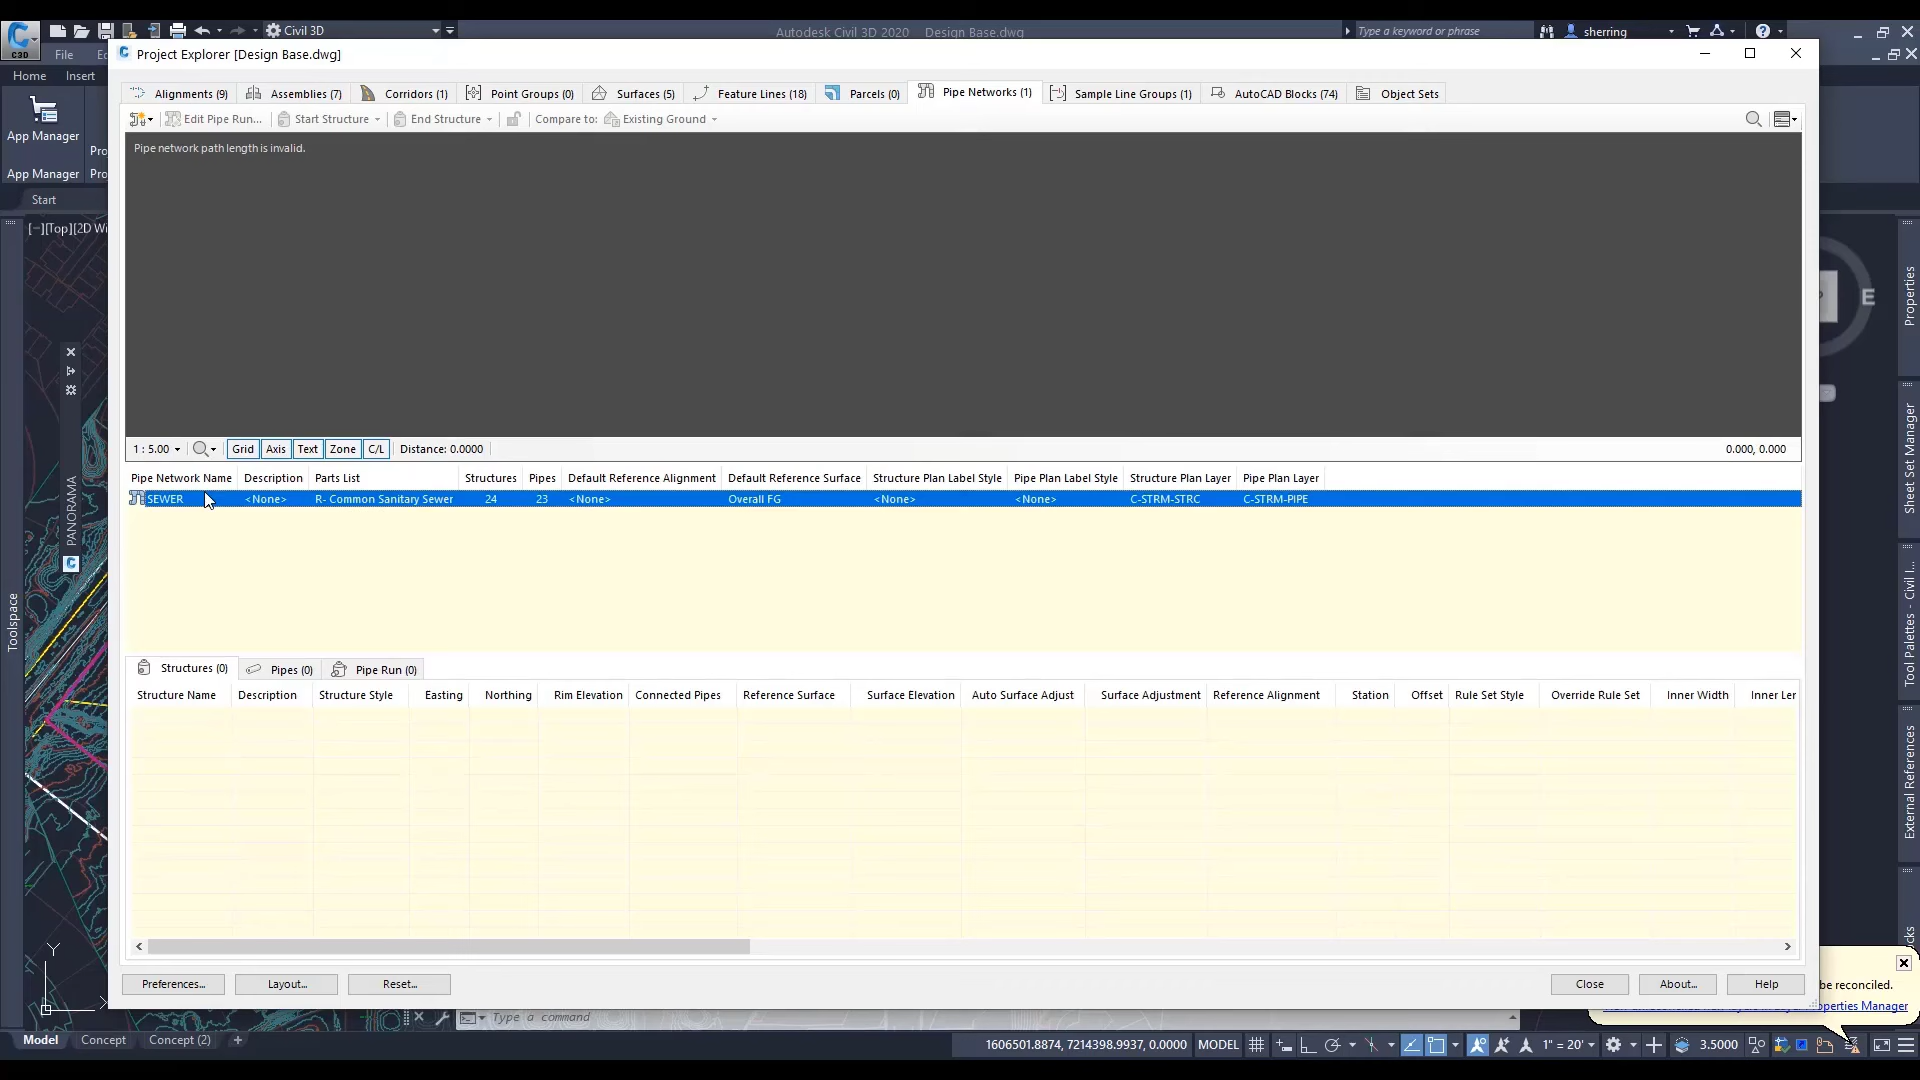 Civil 3D
Autodesk Civil 3D 2020 Design Base.dwg
Type a keyword or phrase
sherring
C3D
File
Project Explorer [Design Base.dwg]
Home Insert
Alignments (9) Assemblies (7) Corridors (1) Point Groups (0) Surfaces (5) Feature Lines (18) Parcels (0) Pipe Networks (1) Sample Line Groups (1) AutoCAD Blocks (74) Object Sets
Edit Pipe Run... Start Structure End Structure Compare to: Existing Ground
App Manager
Pipe network path length is invalid.
App Manager
Start
[−][Top][2D Wi
E
Properties
Sheet Set Manager
Tool Palettes - Civil I...
External References
PANORAMA
Toolspace
1 : 5.00 Grid Axis Text Zone C/L Distance: 0.0000 0.000, 0.000
Pipe Network Name Description Parts List Structures Pipes Default Reference Alignment Default Reference Surface Structure Plan Label Style Pipe Plan Label Style Structure Plan Layer Pipe Plan Layer
SEWER <None> R- Common Sanitary Sewer 24 23 <None> Overall FG <None> <None> C-STRM-STRC C-STRM-PIPE
Structures (0) Pipes (0) Pipe Run (0)
Structure Name Description Structure Style Easting Northing Rim Elevation Connected Pipes Reference Surface Surface Elevation Auto Surface Adjust Surface Adjustment Reference Alignment Station Offset Rule Set Style Override Rule Set Inner Width Inner Ler
Y
Preferences... Layout... Reset... Close About... Help
be reconciled.
operties Manager
Type a command
Model Concept Concept (2) +
1606501.8874, 7214398.9937, 0.0000 MODEL 1" = 20' 3.5000